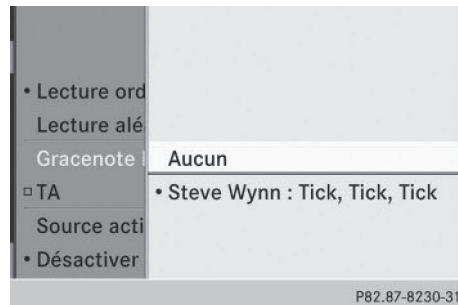 • Lecture ord
Lecture alé
Gracenote
Aucun
▫ TA
• Steve Wynn : Tick, Tick, Tick
Source acti
• Désactiver
P82.87-8230-31